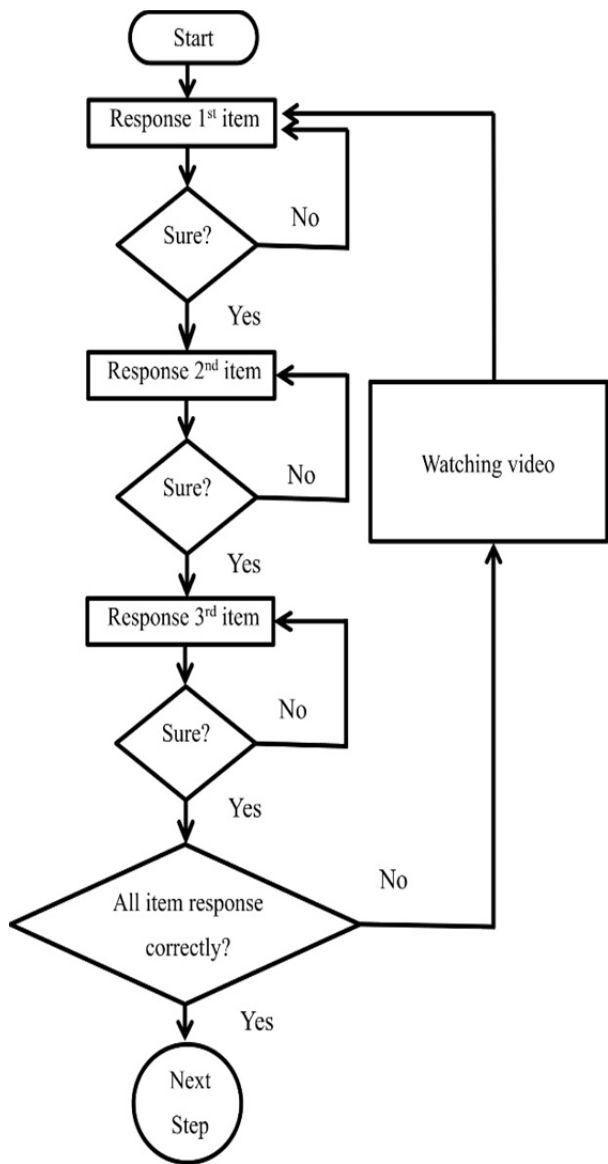 Start
Response 1st item
Sure?
No
Yes
Response 2nd item
Sure?
No
Yes
Response 3rd item
Sure?
No
Yes
All item response
correctly?
No
Yes
Next
Step
Watching video